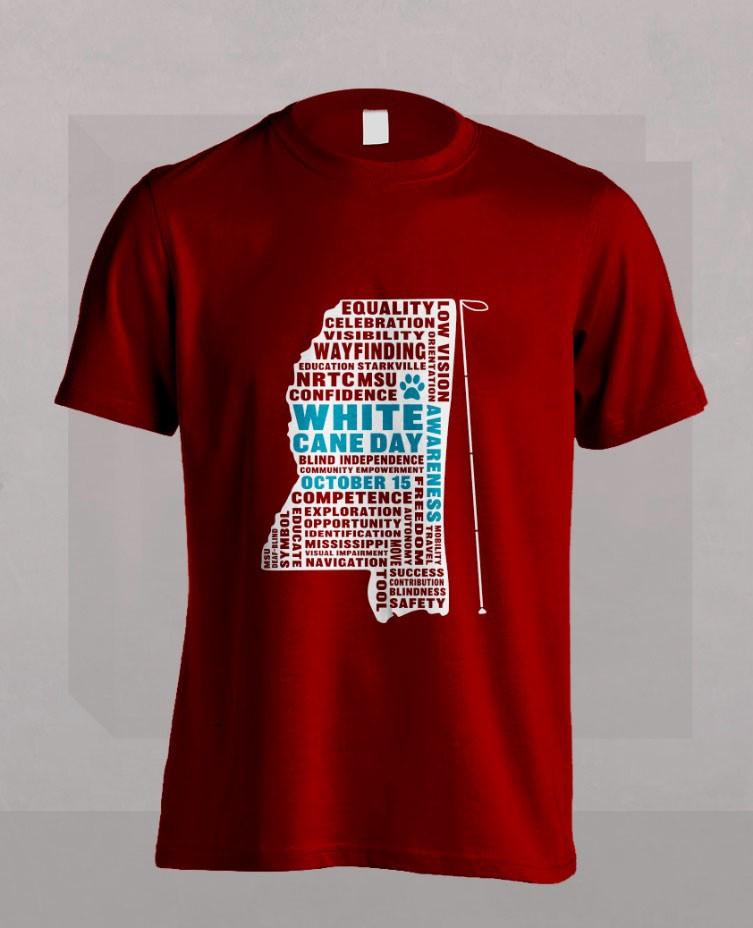 EQUALITY
CELEBRATION
VISIBILITY
WAYFINDING
EDUCATION STARKVILLE
NRTC MSU
CONFIDENCE
WHITE
CANE DAY
BLIND INDEPENDENCE
COMMUNITY EMPOWERMENT
OCTOBER 15
COMPETENCE
EXPLORATION
OPPORTUNITY
IDENTIFICATION
MISSISSIPPI
VISUAL IMPAIRMENT
NAVIGATION
LOW VISION
ORIENTATION
AWARENESS
FREEDOM
AUTONOMY
MOVE
MOBILITY
TRAVEL
MSU
DEAF-BLIND
SYMBOL
EDUCATE
TOOL
SUCCESS
CONTRIBUTION
BLINDNESS
SAFETY